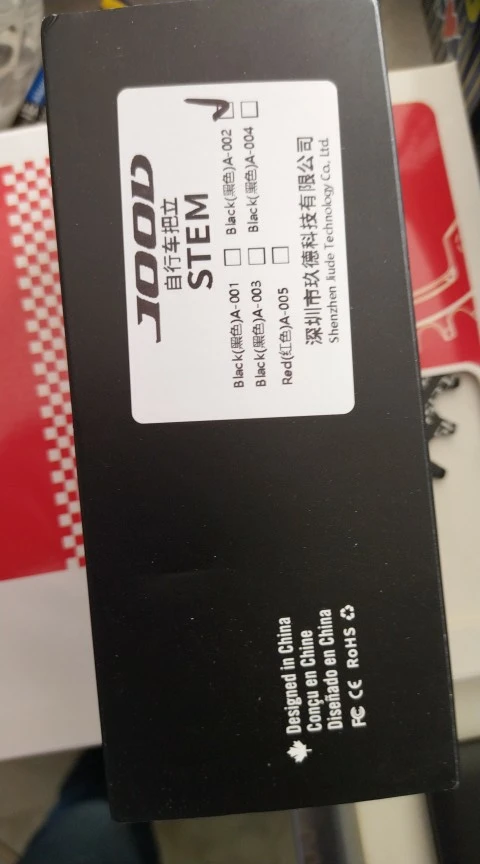 JOOD
自行车把立
STEM
Black(黑色)A-001 □ Black(黑色)A-002 □
Black(黑色)A-003 □ Black(黑色)A-004 □
Red(红色)A-005 □
深圳市玖德科技有限公司
Shenzhen Jiude Technology Co., Ltd.
Designed in China
Conçu en Chine
Diseñado en China
FC CE RoHS